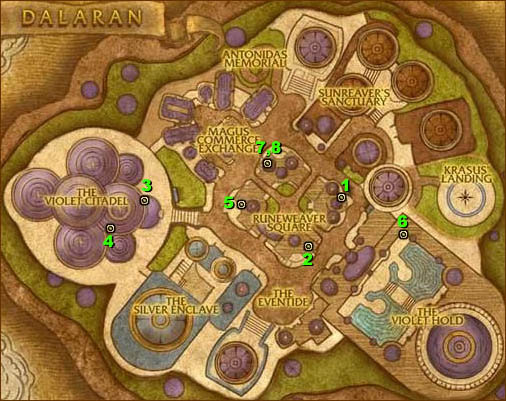 DALARAN
ANTONIDAS
MEMORIAL
SUNREAVER'S
SANCTUARY
MAGUS
COMMERCE
EXCHANGE
7,8
KRASUS'
LANDING
THE
VIOLET CITADEL
3
1
5
RUNEWEAVER
SQUARE
4
6
2
THE
SILVER ENCLAVE
THE
EVENTIDE
THE
VIOLET HOLD